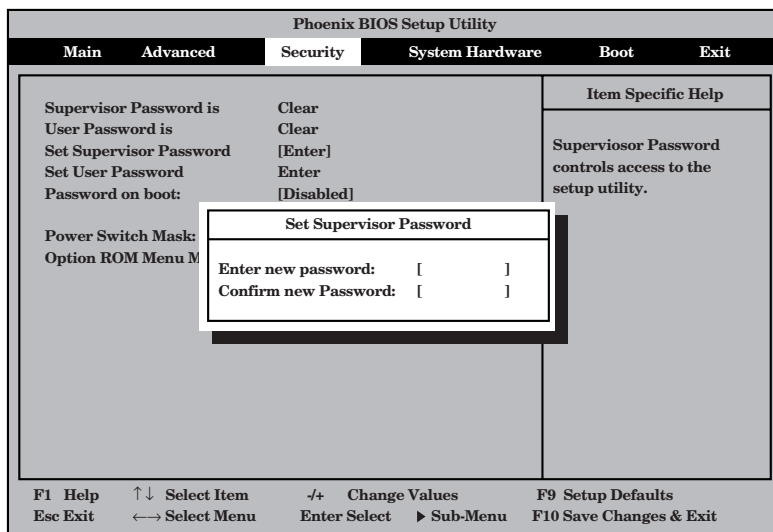 Phoenix BIOS Setup Utility
Main Advanced Security System Hardware Boot Exit
Supervisor Password is Clear
User Password is Clear
Set Supervisor Password [Enter]
Set User Password Enter
Password on boot: [Disabled]
Power Switch Mask:
Option ROM Menu M
Item Specific Help
Superviosor Password
controls access to the
setup utility.
Set Supervisor Password
Enter new password: [ ]
Confirm new Password: [ ]
F1 Help ↑↓ Select Item -/+ Change Values F9 Setup Defaults
Esc Exit ←→ Select Menu Enter Select ▶ Sub-Menu F10 Save Changes & Exit